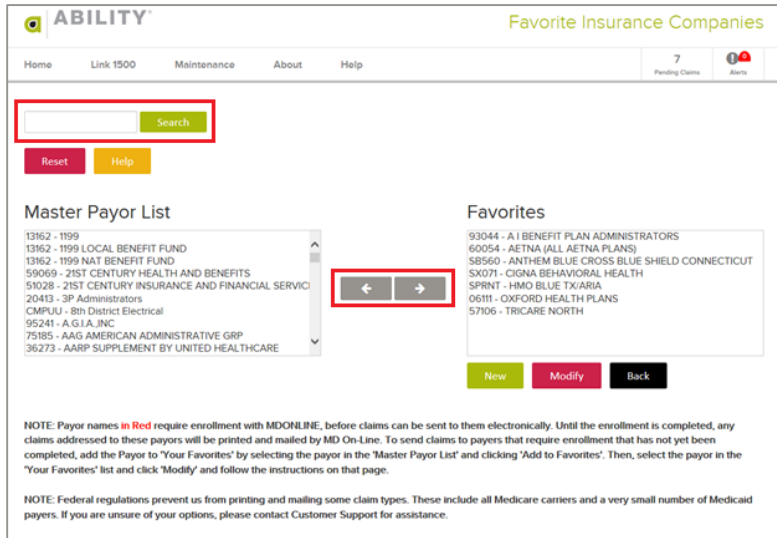 ABILITY
Favorite Insurance Companies
Home Link 1500 Maintenance About Help
7
Pending Claims
0
Alerts
Search
Reset Help
Master Payor List
13162 - 1199
13162 - 1199 LOCAL BENEFIT FUND
13162 - 1199 NAT BENEFIT FUND
59069 - 21ST CENTURY HEALTH AND BENEFITS
51028 - 21ST CENTURY INSURANCE AND FINANCIAL SERVIC
20413 - 3P Administrators
CMPUU - 8th District Electrical
95241 - A.G.I.A.,INC
75185 - AAG AMERICAN ADMINISTRATIVE GRP
36273 - AARP SUPPLEMENT BY UNITED HEALTHCARE
Favorites
93044 - A I BENEFIT PLAN ADMINISTRATORS
60054 - AETNA (ALL AETNA PLANS)
SB560 - ANTHEM BLUE CROSS BLUE SHIELD CONNECTICUT
SX071 - CIGNA BEHAVIORAL HEALTH
SPRNT - HMO BLUE TX/ARIA
06111 - OXFORD HEALTH PLANS
57106 - TRICARE NORTH
New Modify Back
NOTE: Payor names in Red require enrollment with MDONLINE, before claims can be sent to them electronically. Until the enrollment is completed, any
claims addressed to these payors will be printed and mailed by MD On-Line. To send claims to payers that require enrollment that has not yet been
completed, add the Payor to 'Your Favorites' by selecting the payor in the 'Master Payor List' and clicking 'Add to Favorites'. Then, select the payor in the
'Your Favorites' list and click 'Modify' and follow the instructions on that page.
NOTE: Federal regulations prevent us from printing and mailing some claim types. These include all Medicare carriers and a very small number of Medicaid
payers. If you are unsure of your options, please contact Customer Support for assistance.